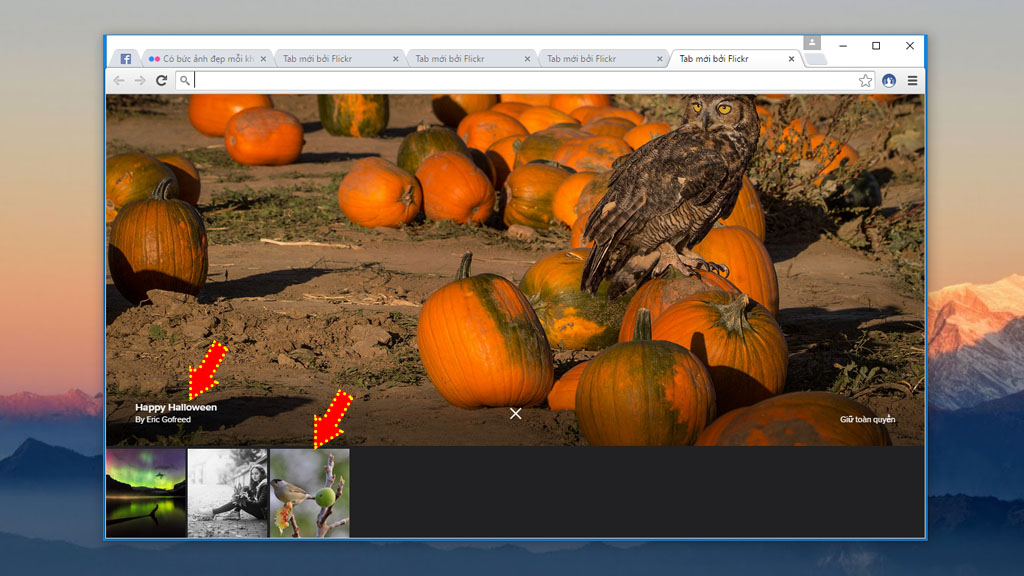 Có bức ảnh đẹp mỗi kh
Tab mới bởi Flickr
Tab mới bởi Flickr
Tab mới bởi Flickr
Tab mới bởi Flickr
Happy Halloween
By Eric Gofreed
Giữ toàn quyền